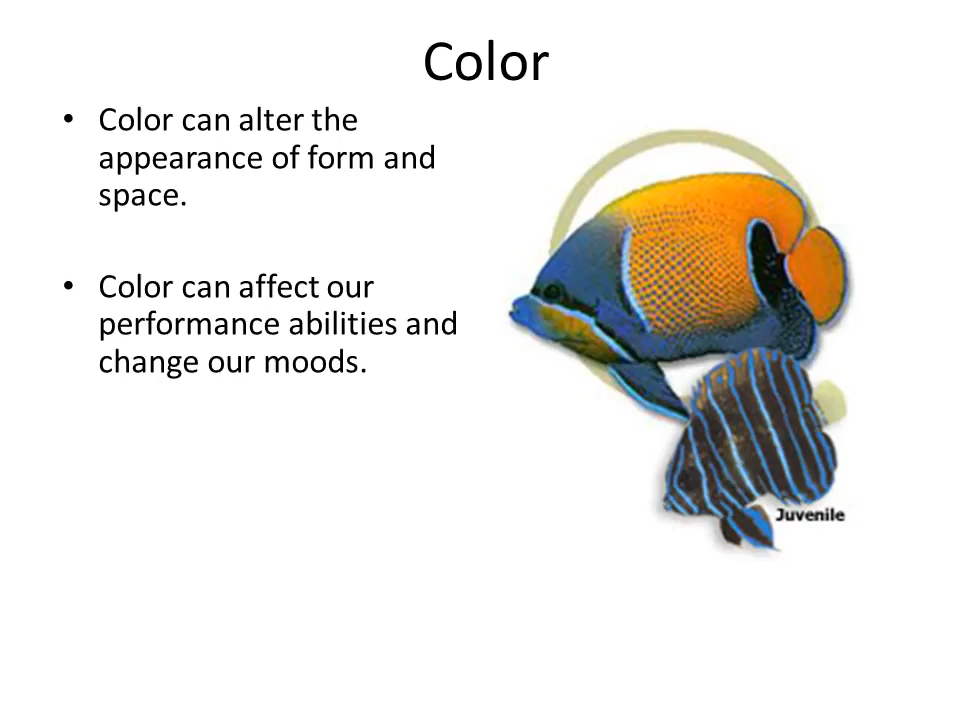 Color
• Color can alter the
appearance of form and
space.
• Color can affect our
performance abilities and
change our moods.
Juvenile